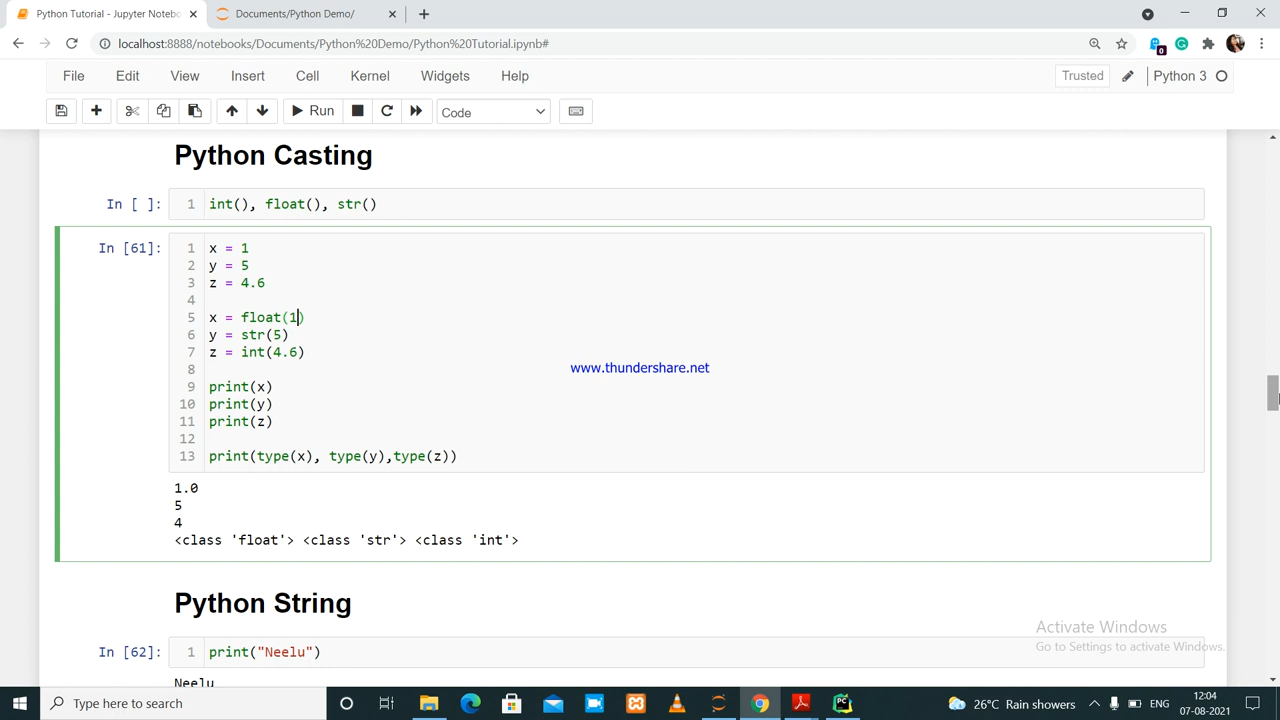 Python Tutorial - Jupyter Notebo
Documents/Python Demo/
localhost:8888/notebooks/Documents/Python%20Demo/Python%20Tutorial.ipynb#
0
File Edit View Insert Cell Kernel Widgets Help
Trusted
Python 3
Run
Code
Python Casting
In [ ]:
1 int(), float(), str()
In [61]:
1 x = 1
2 y = 5
3 z = 4.6
4
5 x = float(1)
6 y = str(5)
7 z = int(4.6)
8
9 print(x)
10 print(y)
11 print(z)
12
13 print(type(x), type(y),type(z))
www.thundershare.net
1.0
5
4
<class 'float'> <class 'str'> <class 'int'>
Python String
In [62]:
1 print("Neelu")
Neelu
Activate Windows
Go to Settings to activate Windows.
Type here to search
PC
26°C Rain showers
ENG
12:04
07-08-2021